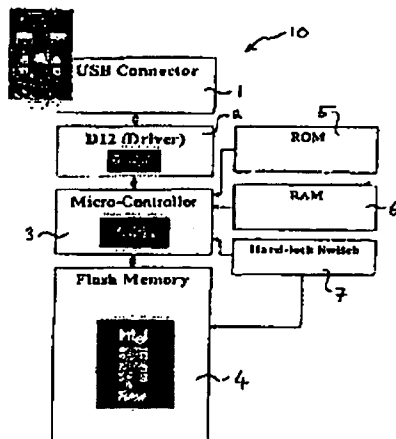 10
USB Connector
1
D12 (Driver)
2
ROM
5
Micro-Controller
3
RAM
6
Hard-lock Switch
7
Flash Memory
Intel
4